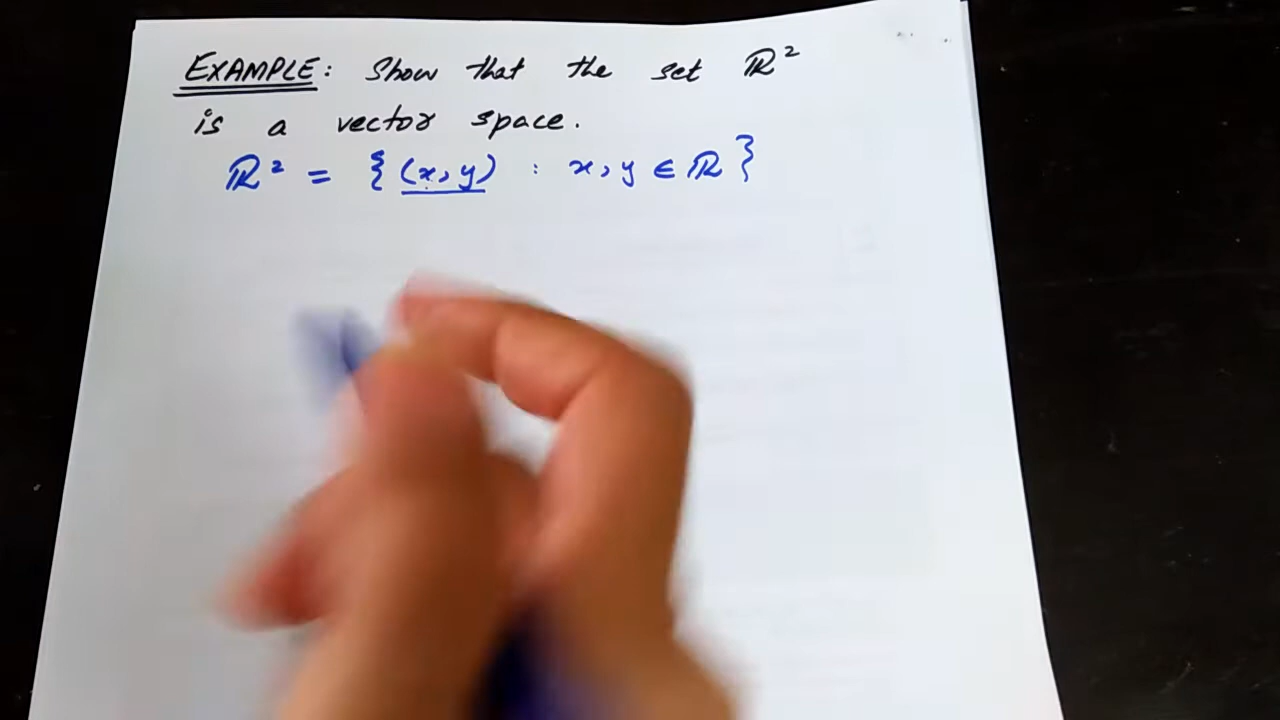 EXAMPLE: Show that the set ℝ²
is a vector space.
ℝ² = {(x, y) : x, y ∈ ℝ}